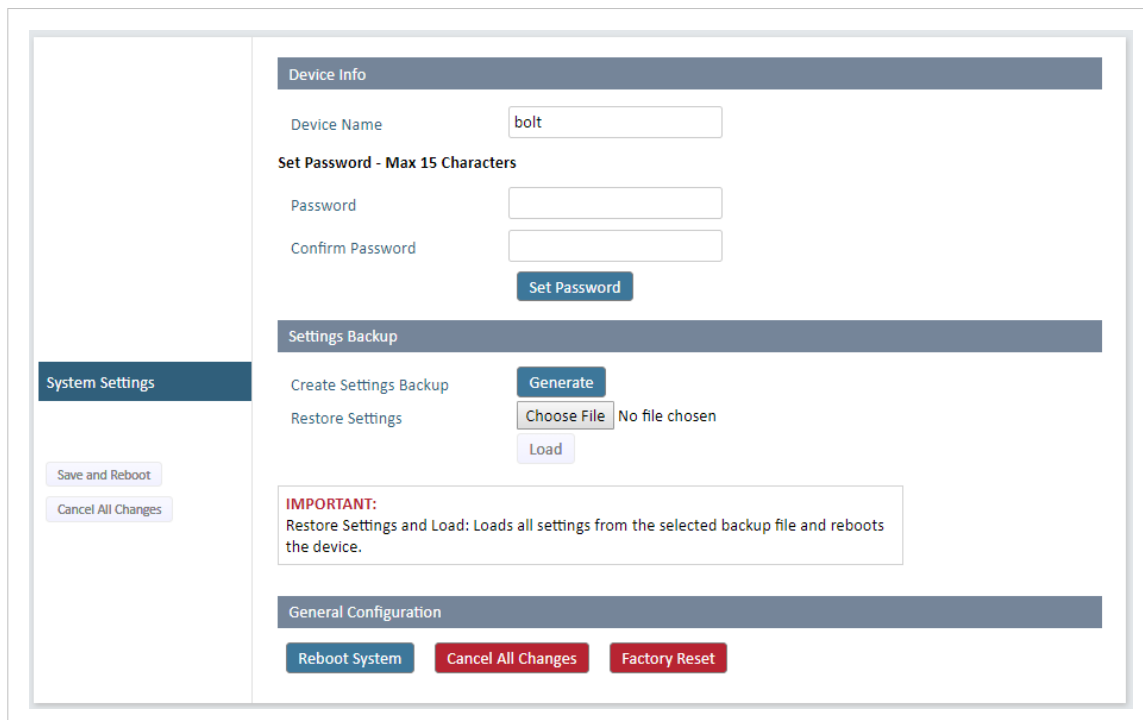 Device Info
Device Name
bolt
Set Password - Max 15 Characters
Password
Confirm Password
Set Password
Settings Backup
System Settings
Create Settings Backup
Generate
Restore Settings
Choose File No file chosen
Load
Save and Reboot
Cancel All Changes
IMPORTANT:
Restore Settings and Load: Loads all settings from the selected backup file and reboots
the device.
General Configuration
Reboot System
Cancel All Changes
Factory Reset